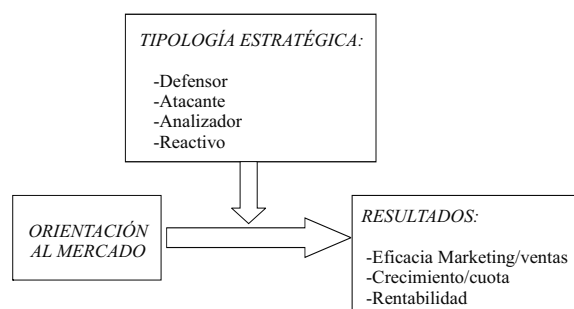 TIPOLOGÍA ESTRATÉGICA:
-Defensor
-Atacante
-Analizador
-Reactivo
ORIENTACIÓN
AL MERCADO
RESULTADOS:
-Eficacia Marketing/ventas
-Crecimiento/cuota
-Rentabilidad